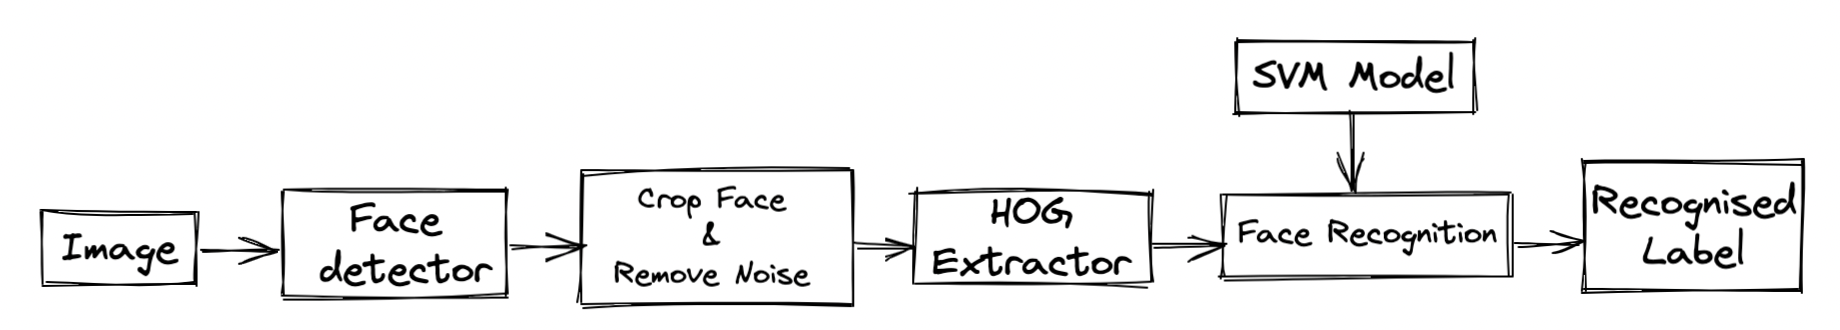 SVM Model
Image
Face
detector
Crop Face
&
Remove Noise
HOG
Extractor
Face Recognition
Recognised
Label